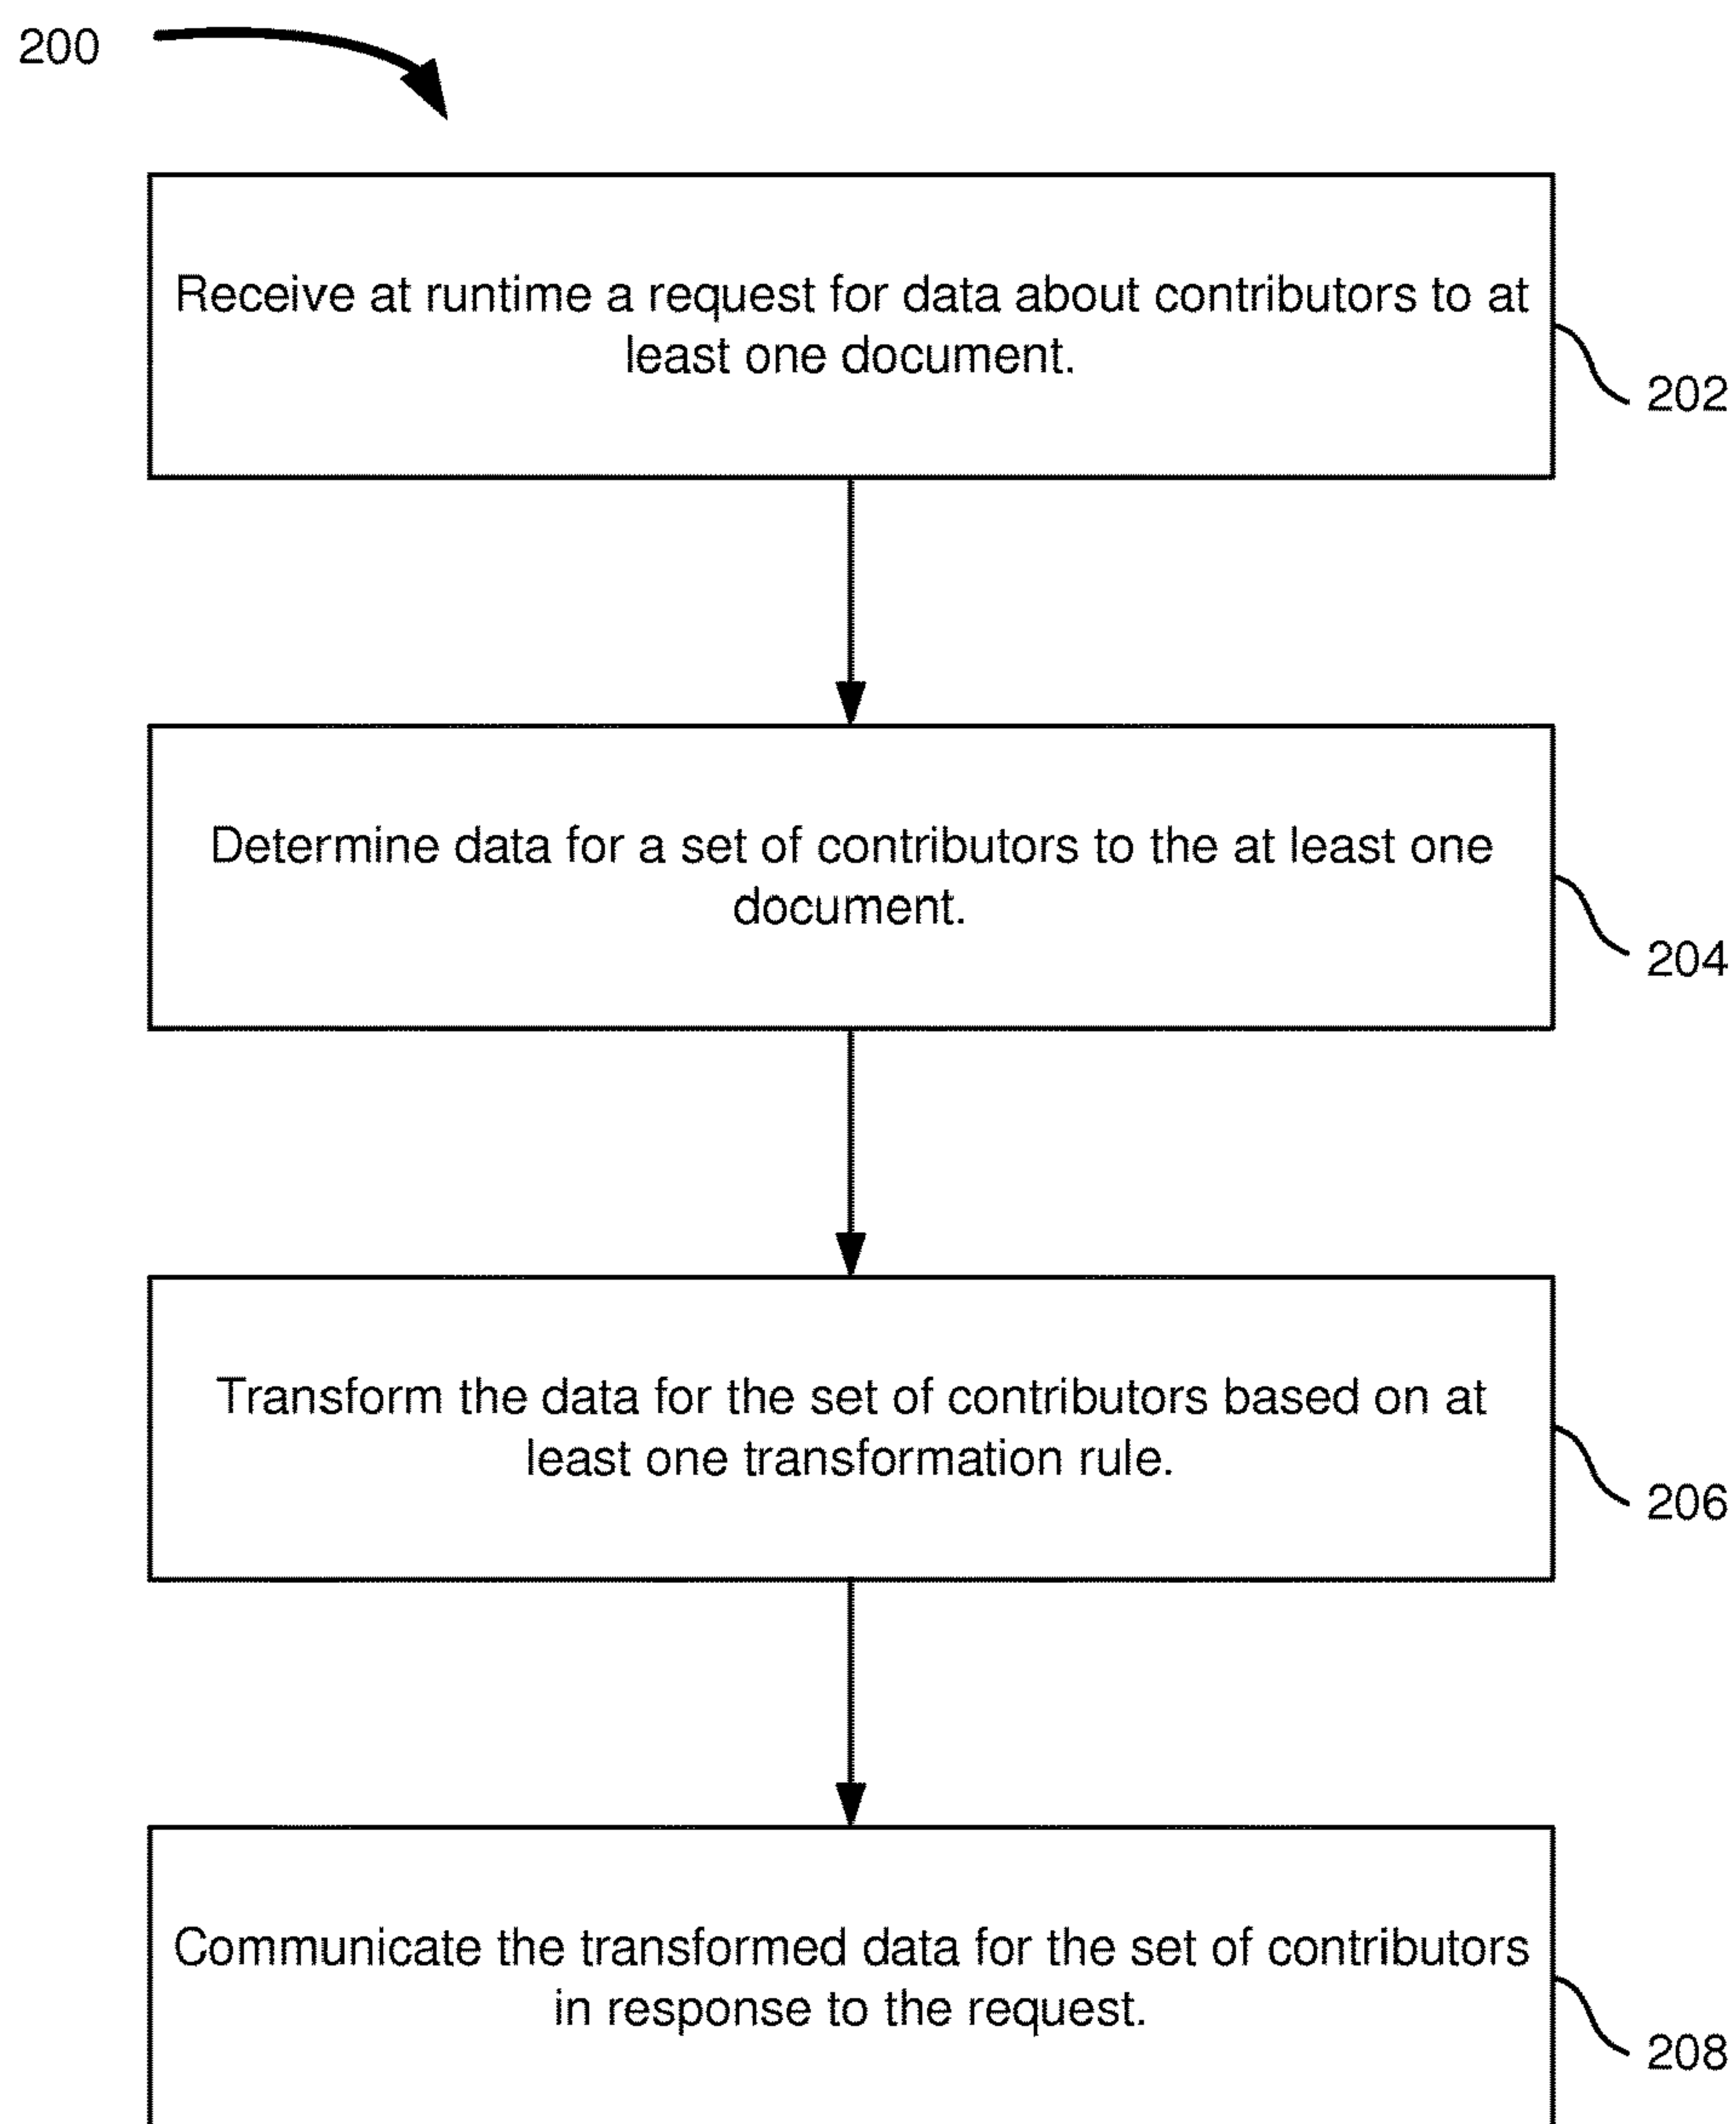 200
Receive at runtime a request for data about contributors to at
least one document.
202
Determine data for a set of contributors to the at least one
document.
204
Transform the data for the set of contributors based on at
least one transformation rule.
206
Communicate the transformed data for the set of contributors
in response to the request.
208